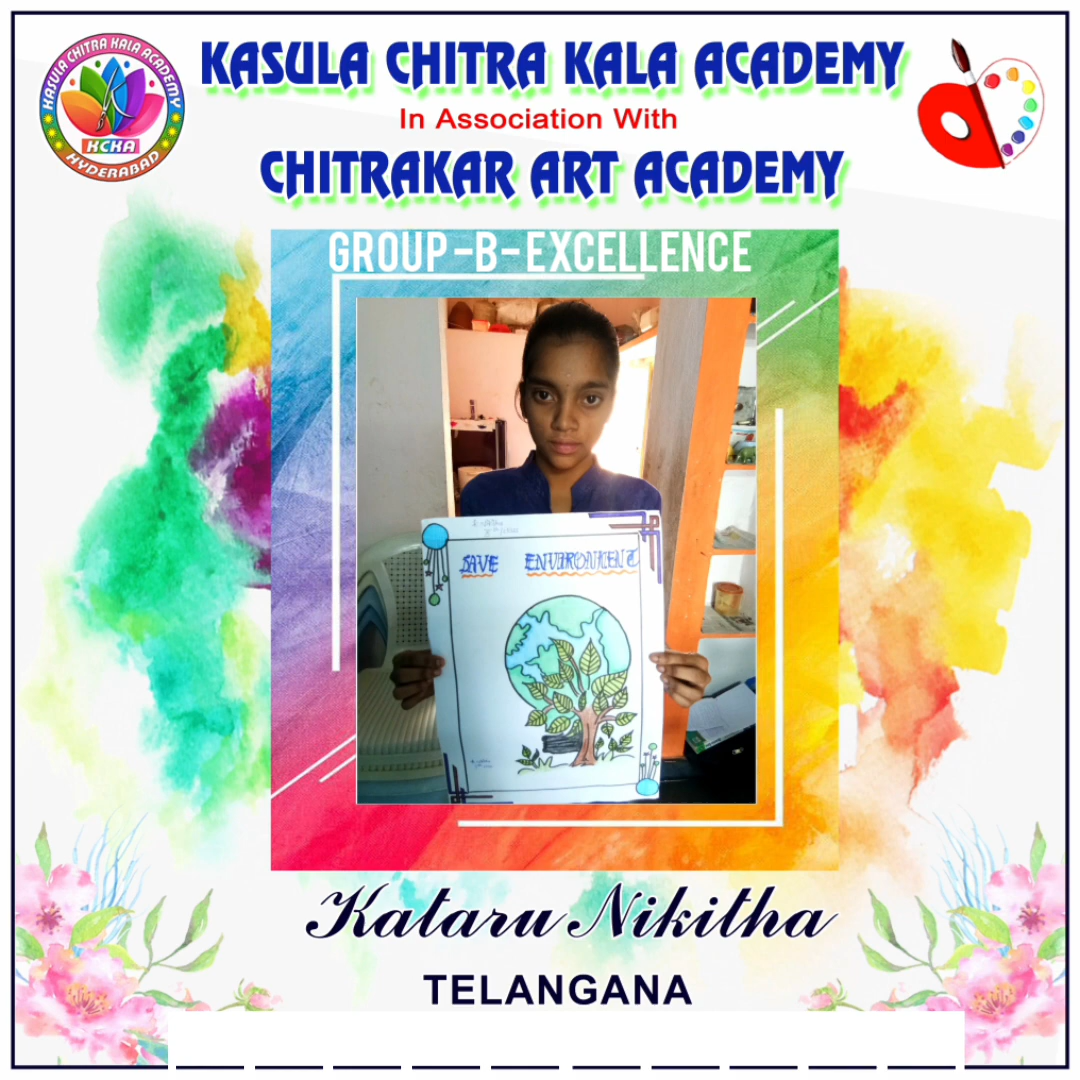 KASULA CHITRA KALA ACADEMY
KCKA
HYDERABAD
KASULA CHITRA KALA ACADEMY
In Association With
CHITRAKAR ART ACADEMY
GROUP-B-EXCELLENCE
SAVE ENVIRONMENT
Kataru Nikitha
TELANGANA